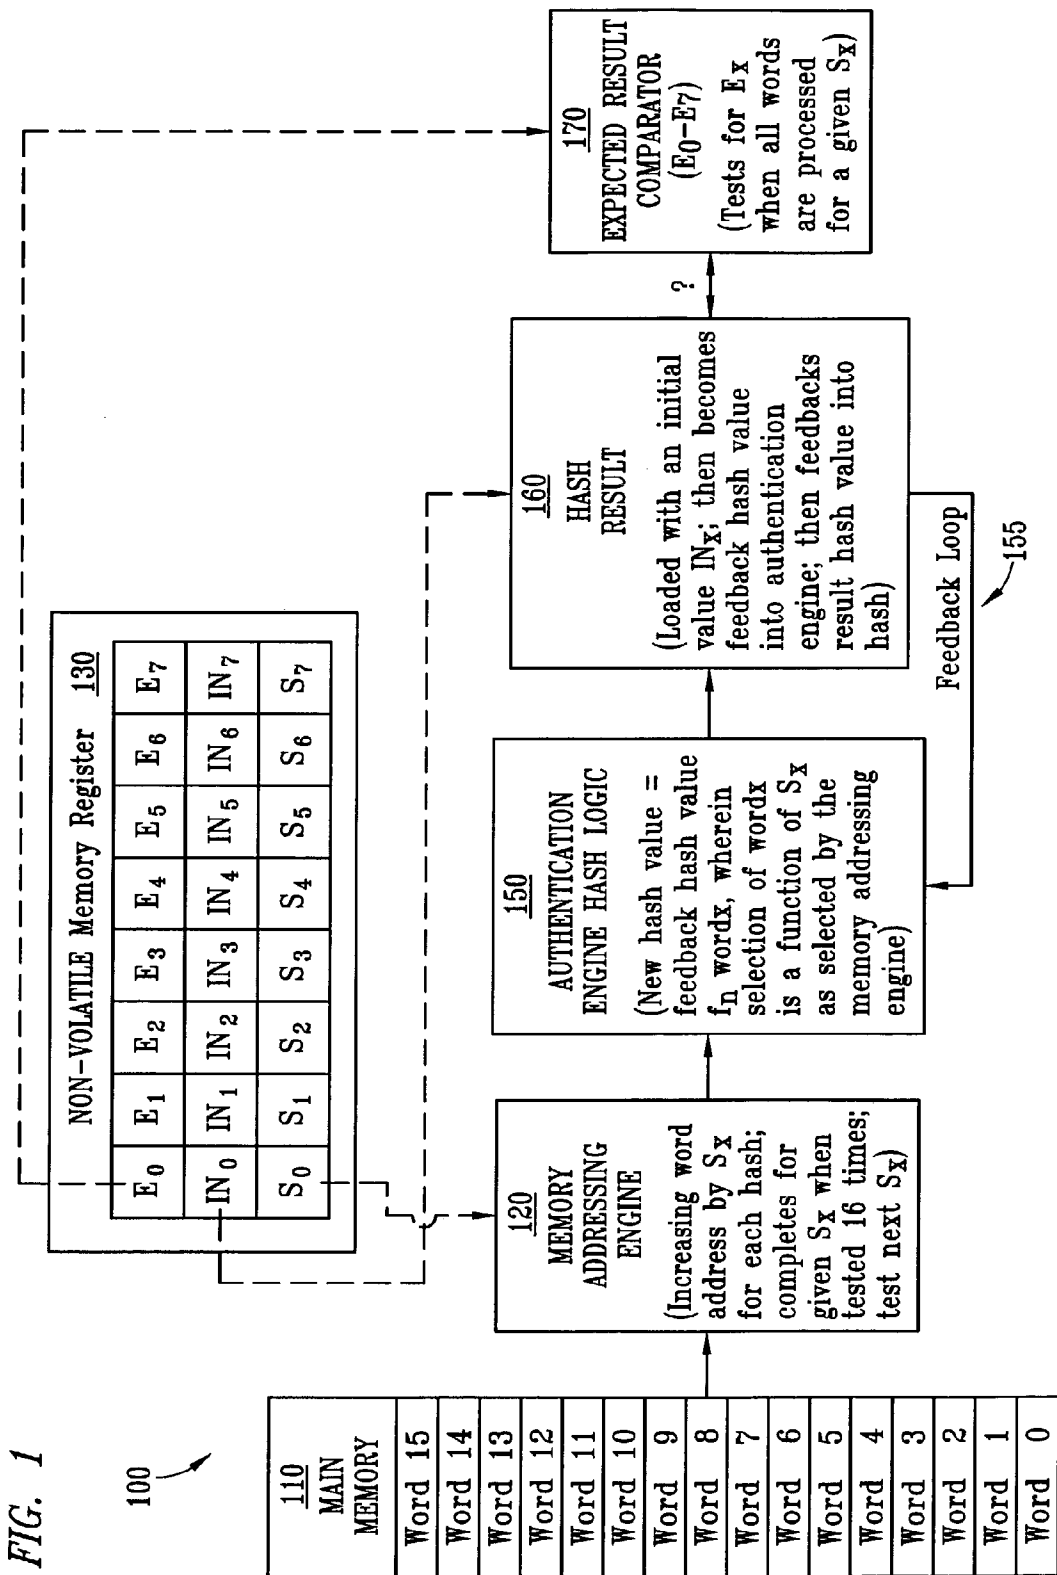 FIG. 1
100
110
MAIN
MEMORY
Word 15
Word 14
Word 13
Word 12
Word 11
Word 10
Word 9
Word 8
Word 7
Word 6
Word 5
Word 4
Word 3
Word 2
Word 1
Word 0
NON-VOLATILE Memory Register 130
E0 E1 E2 E3 E4 E5 E6 E7
IN0 IN1 IN2 IN3 IN4 IN5 IN6 IN7
S0 S1 S2 S3 S4 S5 S6 S7
120
MEMORY
ADDRESSING
ENGINE
(Increasing word
address by SX
for each hash;
completes for
given SX when
tested 16 times;
test next SX)
150
AUTHENTICATION
ENGINE HASH LOGIC
(New hash value =
feedback hash value
fn wordx, wherein
selection of wordx
is a function of SX
as selected by the
memory addressing
engine)
160
HASH
RESULT
(Loaded with an initial
value INX; then becomes
feedback hash value
into authentication
engine; then feedbacks
result hash value into
hash)
Feedback Loop
155
?
170
EXPECTED RESULT
COMPARATOR
(E0-E7)
(Tests for EX
when all words
are processed
for a given SX)